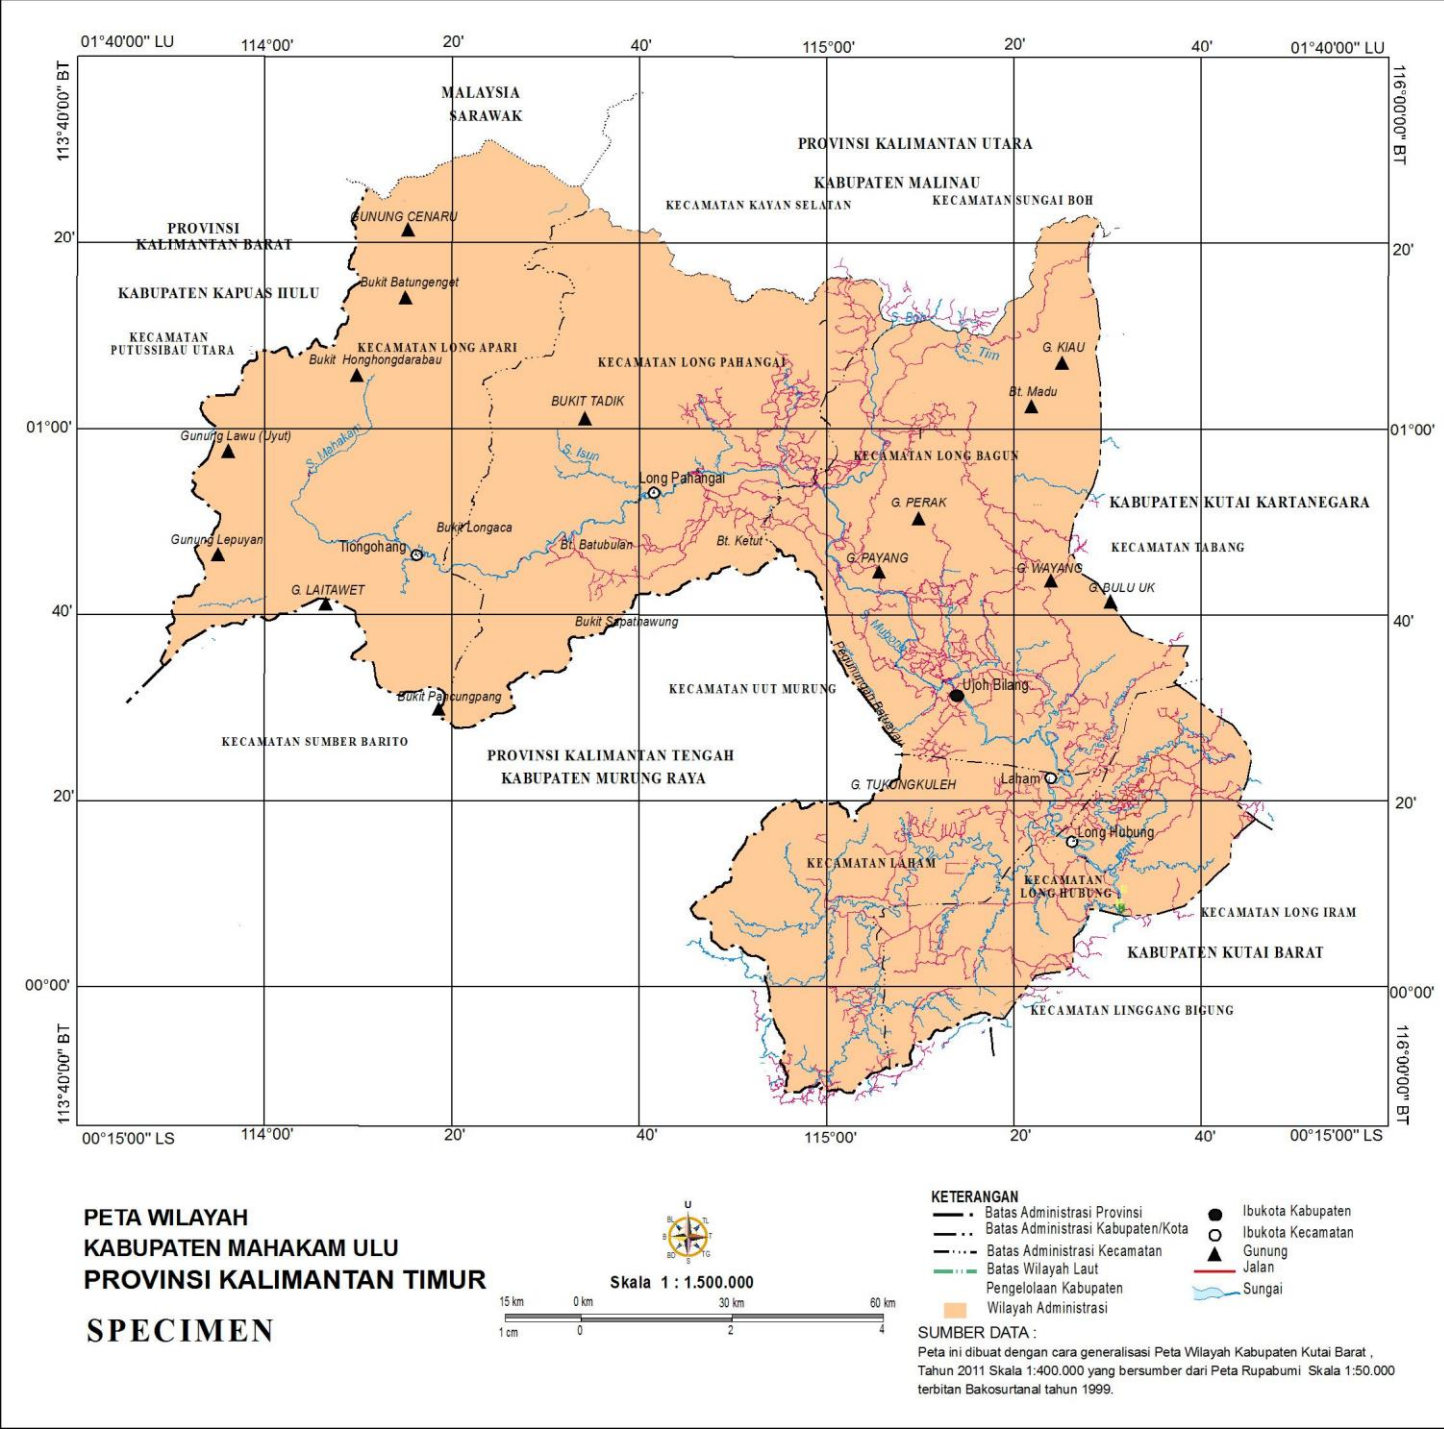 01°40'00" LU
114°00'
20'
40'
115°00'
20'
40'
01°40'00" LU
113°40'00" BT
116°00'00" BT
MALAYSIA
SARAWAK
PROVINSI KALIMANTAN UTARA
KABUPATEN MALINAU
KECAMATAN KAYAN SELATAN
KECAMATAN SUNGAI BOH
GUNUNG CENARU
PROVINSI
KALIMANTAN BARAT
20'
20'
Bukit Batungenget
KABUPATEN KAPUAS HULU
S. Boh
KECAMATAN
PUTUSSIBAU UTARA
KECAMATAN LONG APARI
Bukit Honghongdarabau
KECAMATAN LONG PAHANGAI
S. Tim
G. KIAU
Bt. Madu
BUKIT TADIK
01°00'
01°00'
Gunung Lawu (Uyut)
S. Mahakam
S. Isun
KECAMATAN LONG BAGUN
Long Pahangai
G. PERAK
KABUPATEN KUTAI KARTANEGARA
Bukit Longaca
Gunung Lepuyan
Tiongohang
Bt. Batubulan
Bt. Ketut
KECAMATAN TABANG
G. PAYANG
G. WAYANG
G. BULU UK
G. LAITAWET
40'
40'
Bukit Sapathawung
Pegunungan
Bukit Pancungpang
KECAMATAN UUT MURUNG
Ujoh Bilang
KECAMATAN SUMBER BARITO
PROVINSI KALIMANTAN TENGAH
KABUPATEN MURUNG RAYA
Laham
G. TUKUNGKULEH
20'
20'
Long Hubung
KECAMATAN LAHAM
KECAMATAN
LONG HUBUNG
KECAMATAN LONG IRAM
KABUPATEN KUTAI BARAT
00°00'
00°00'
KECAMATAN LINGGANG BIGUNG
113°40'00" BT
116°00'00" BT
00°15'00" LS
114°00'
20'
40'
115°00'
20'
40'
00°15'00" LS
PETA WILAYAH
KABUPATEN MAHAKAM ULU
PROVINSI KALIMANTAN TIMUR
SPECIMEN
U
BL
TL
B
T
BD
TG
S
Skala 1 : 1.500.000
15 km
0 km
30 km
60 km
1 cm
0
2
4
KETERANGAN
Batas Administrasi Provinsi
Batas Administrasi Kabupaten/Kota
Batas Administrasi Kecamatan
Batas Wilayah Laut
Pengelolaan Kabupaten
Wilayah Administrasi
Ibukota Kabupaten
Ibukota Kecamatan
Gunung
Jalan
Sungai
SUMBER DATA :
Peta ini dibuat dengan cara generalisasi Peta Wilayah Kabupaten Kutai Barat ,
Tahun 2011 Skala 1:400.000 yang bersumber dari Peta Rupabumi Skala 1:50.000
terbitan Bakosurtanal tahun 1999.